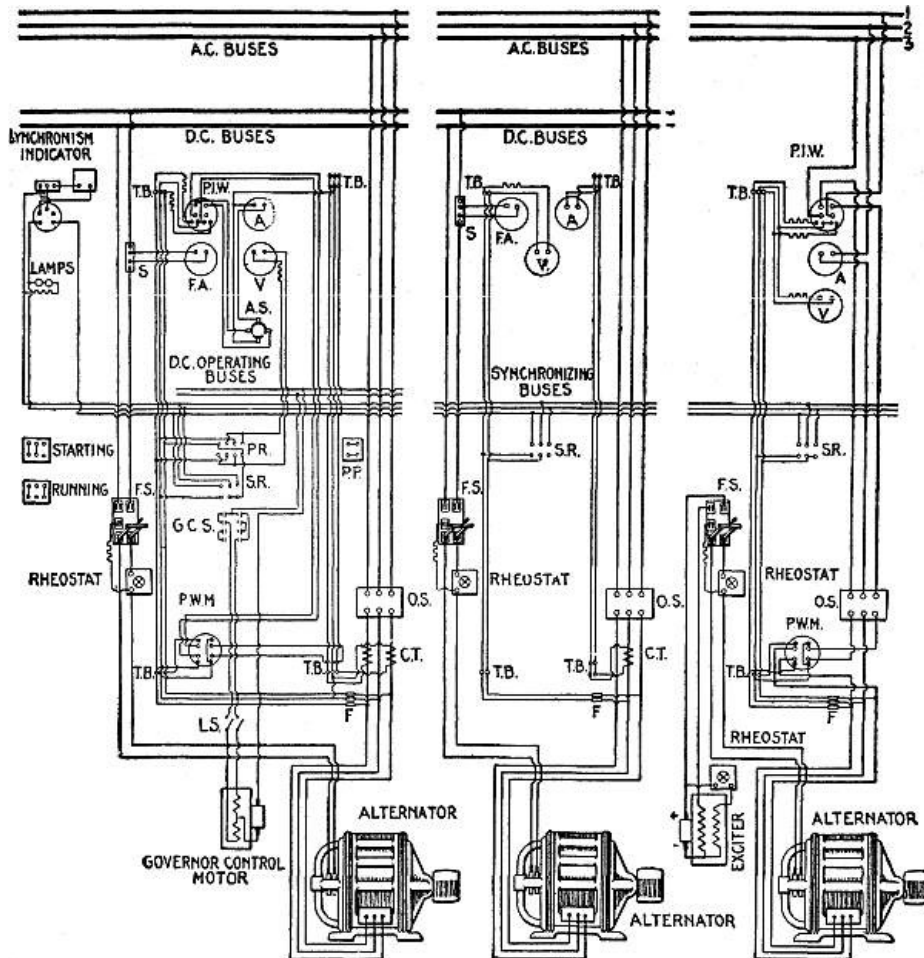 1
2
3
A.C. BUSES
A.C. BUSES
D.C. BUSES
D.C. BUSES
SYNCHRONISM
INDICATOR
LAMPS
T.B.
P.I.W.
A
T.B.
S
F.A.
V
A.S.
D.C. OPERATING
BUSES
T.B.
S
F.A.
V.
A
T.B.
SYNCHRONIZING
BUSES
P.I.W.
T.B.
A
V
STARTING
RUNNING
F.S.
P.R.
S.R.
G.C.S.
P.P.
F.S.
S.R.
F.S.
S.R.
RHEOSTAT
P.W.M.
O.S.
T.B.
T.B.
C.T.
F
L.S.
RHEOSTAT
O.S.
T.B.
T.B.
C.T.
F
RHEOSTAT
O.S.
P.W.M.
T.B.
F
RHEOSTAT
GOVERNOR CONTROL
MOTOR
ALTERNATOR
ALTERNATOR
+
-
EXCITER
ALTERNATOR